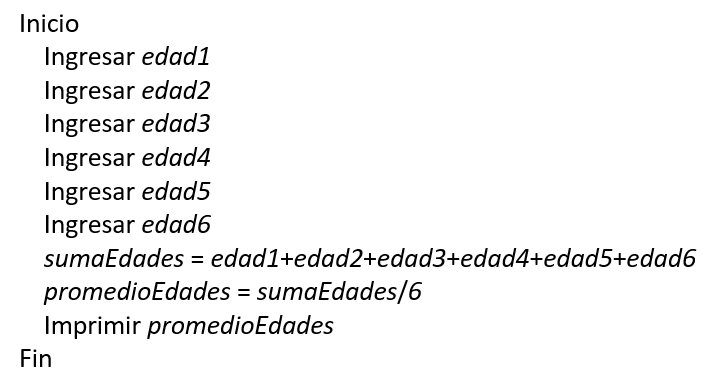 Inicio
Ingresar edad1
Ingresar edad2
Ingresar edad3
Ingresar edad4
Ingresar edad5
Ingresar edad6
sumaEdades = edad1+edad2+edad3+edad4+edad5+edad6
promedioEdades = sumaEdades/6
Imprimir promedioEdades
Fin